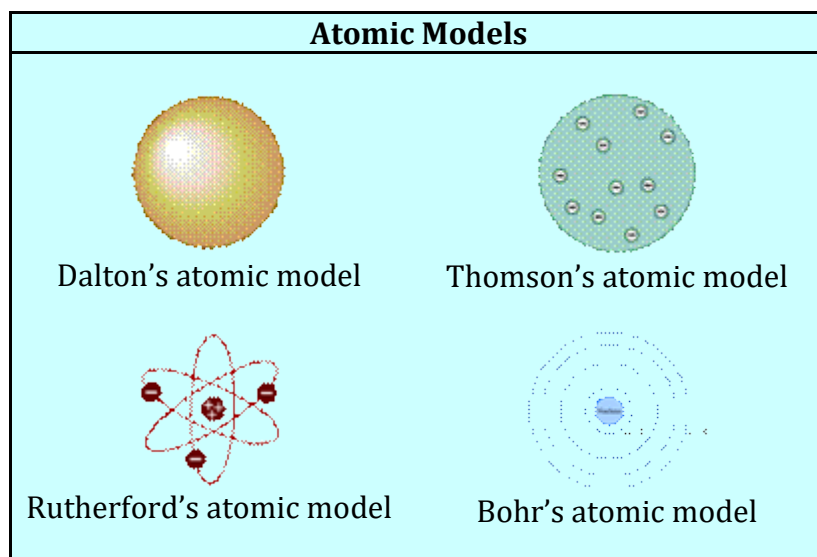 Atomic Models
Dalton’s atomic model
Thomson’s atomic model
Rutherford’s atomic model
Bohr’s atomic model